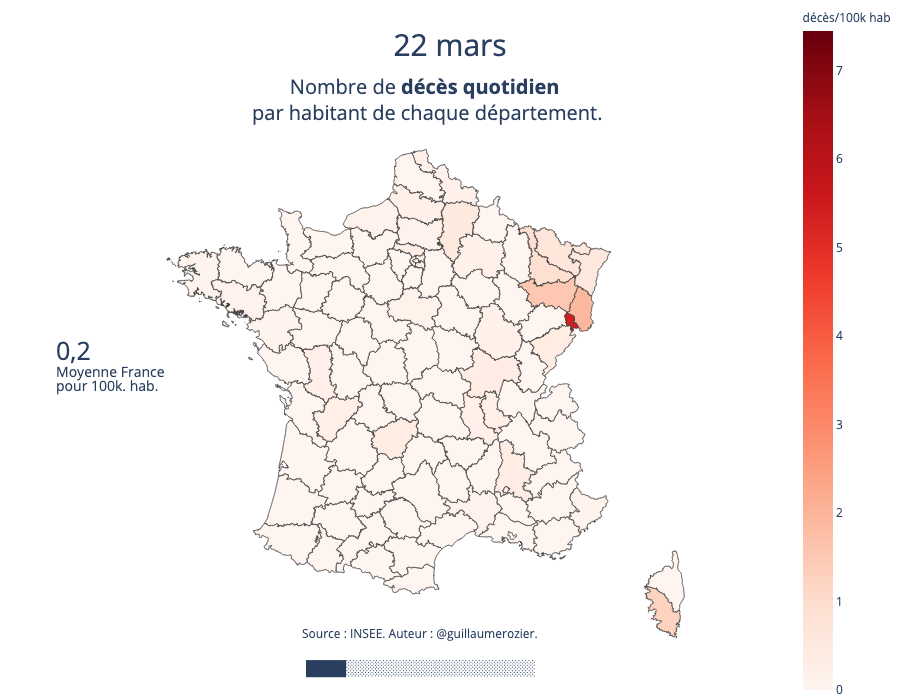 22 mars
Nombre de décès quotidien
par habitant de chaque département.
décès/100k hab
7
6
5
4
3
2
1
0
0,2
Moyenne France
pour 100k. hab.
Source : INSEE. Auteur : @guillaumerozier.